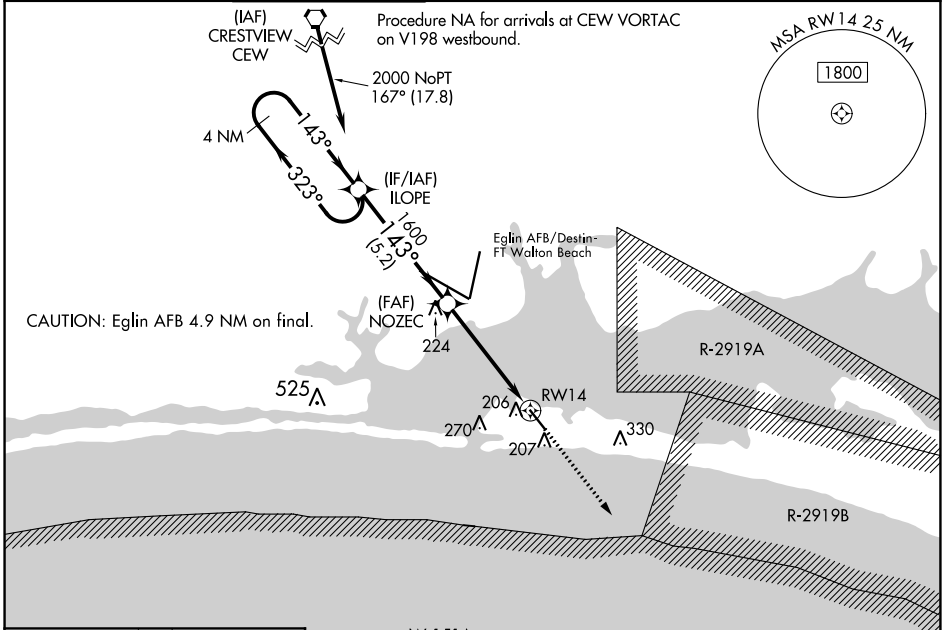 (IAF)
CRESTVIEW
CEW
Procedure NA for arrivals at CEW VORTAC
on V198 westbound.
MSA RW14 25 NM
1800
2000 NoPT
167° (17.8)
4 NM
143°
323°
(IF/IAF)
ILOPE
1600
143°
(5.2)
Eglin AFB/Destin-
FT Walton Beach
(FAF)
NOZEC
224
CAUTION: Eglin AFB 4.9 NM on final.
R-2919A
525
206
RW14
270
207
330
R-2919B